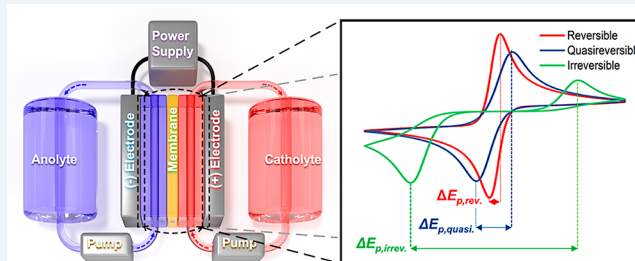 Power
Supply
Anolyte
(-) Electrode
Membrane
(+) Electrode
Catholyte
Pump
Pump
Reversible
Quasireversible
Irreversible
ΔEp,rev.
ΔEp,quasi.
ΔEp,irrev.